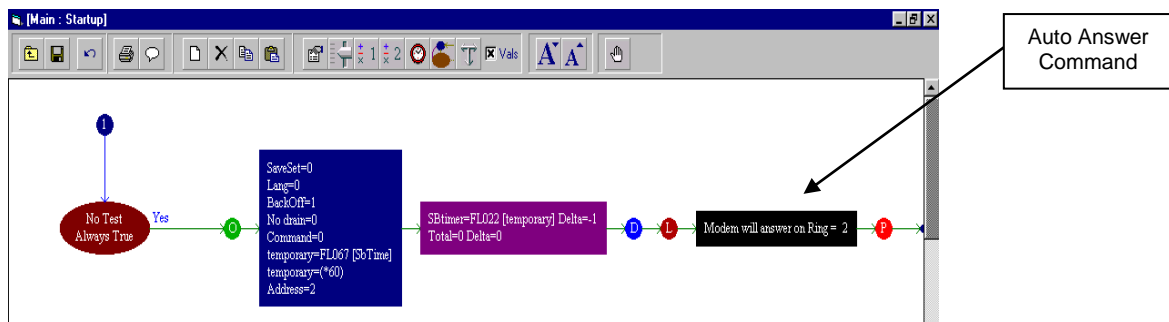 [Main : Startup]
1 2 Vals A A
Auto Answer
Command
1
No Test
Always True
Yes
O
SaveSet=0
Lang=0
BackOff=1
No drain=0
Command=0
temporary=FL067 [SbTime]
temporary=(*60)
Address=2
SBtimer=FL022 [temporary] Delta=-1
Total=0 Delta=0
D
L
Modem will answer on Ring = 2
P